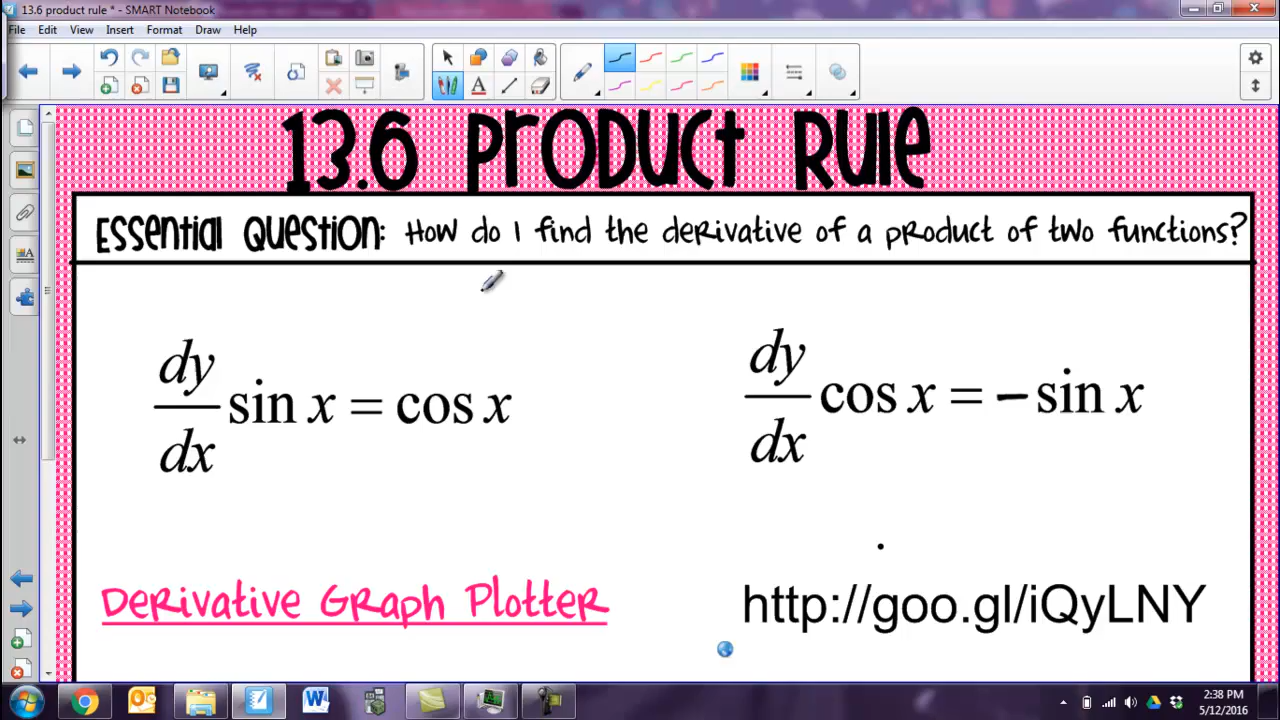 13.6 product rule * - SMART Notebook
File Edit View Insert Format Draw Help
13.6 Product Rule
Essential Question: How do I find the derivative of a product of two functions?
dy/dx sin x = cos x
dy/dx cos x = − sin x
Derivative Graph Plotter
http://goo.gl/iQyLNY
2:38 PM
5/12/2016